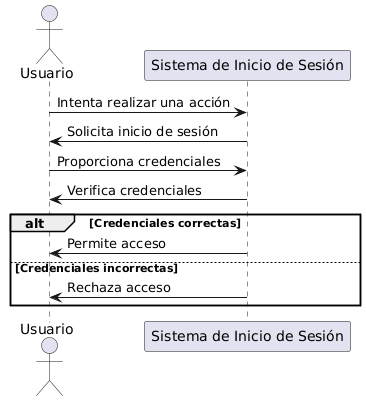 Usuario
Sistema de Inicio de Sesión
Intenta realizar una acción
Solicita inicio de sesión
Proporciona credenciales
Verifica credenciales
alt [Credenciales correctas]
Permite acceso
[Credenciales incorrectas]
Rechaza acceso
Usuario
Sistema de Inicio de Sesión